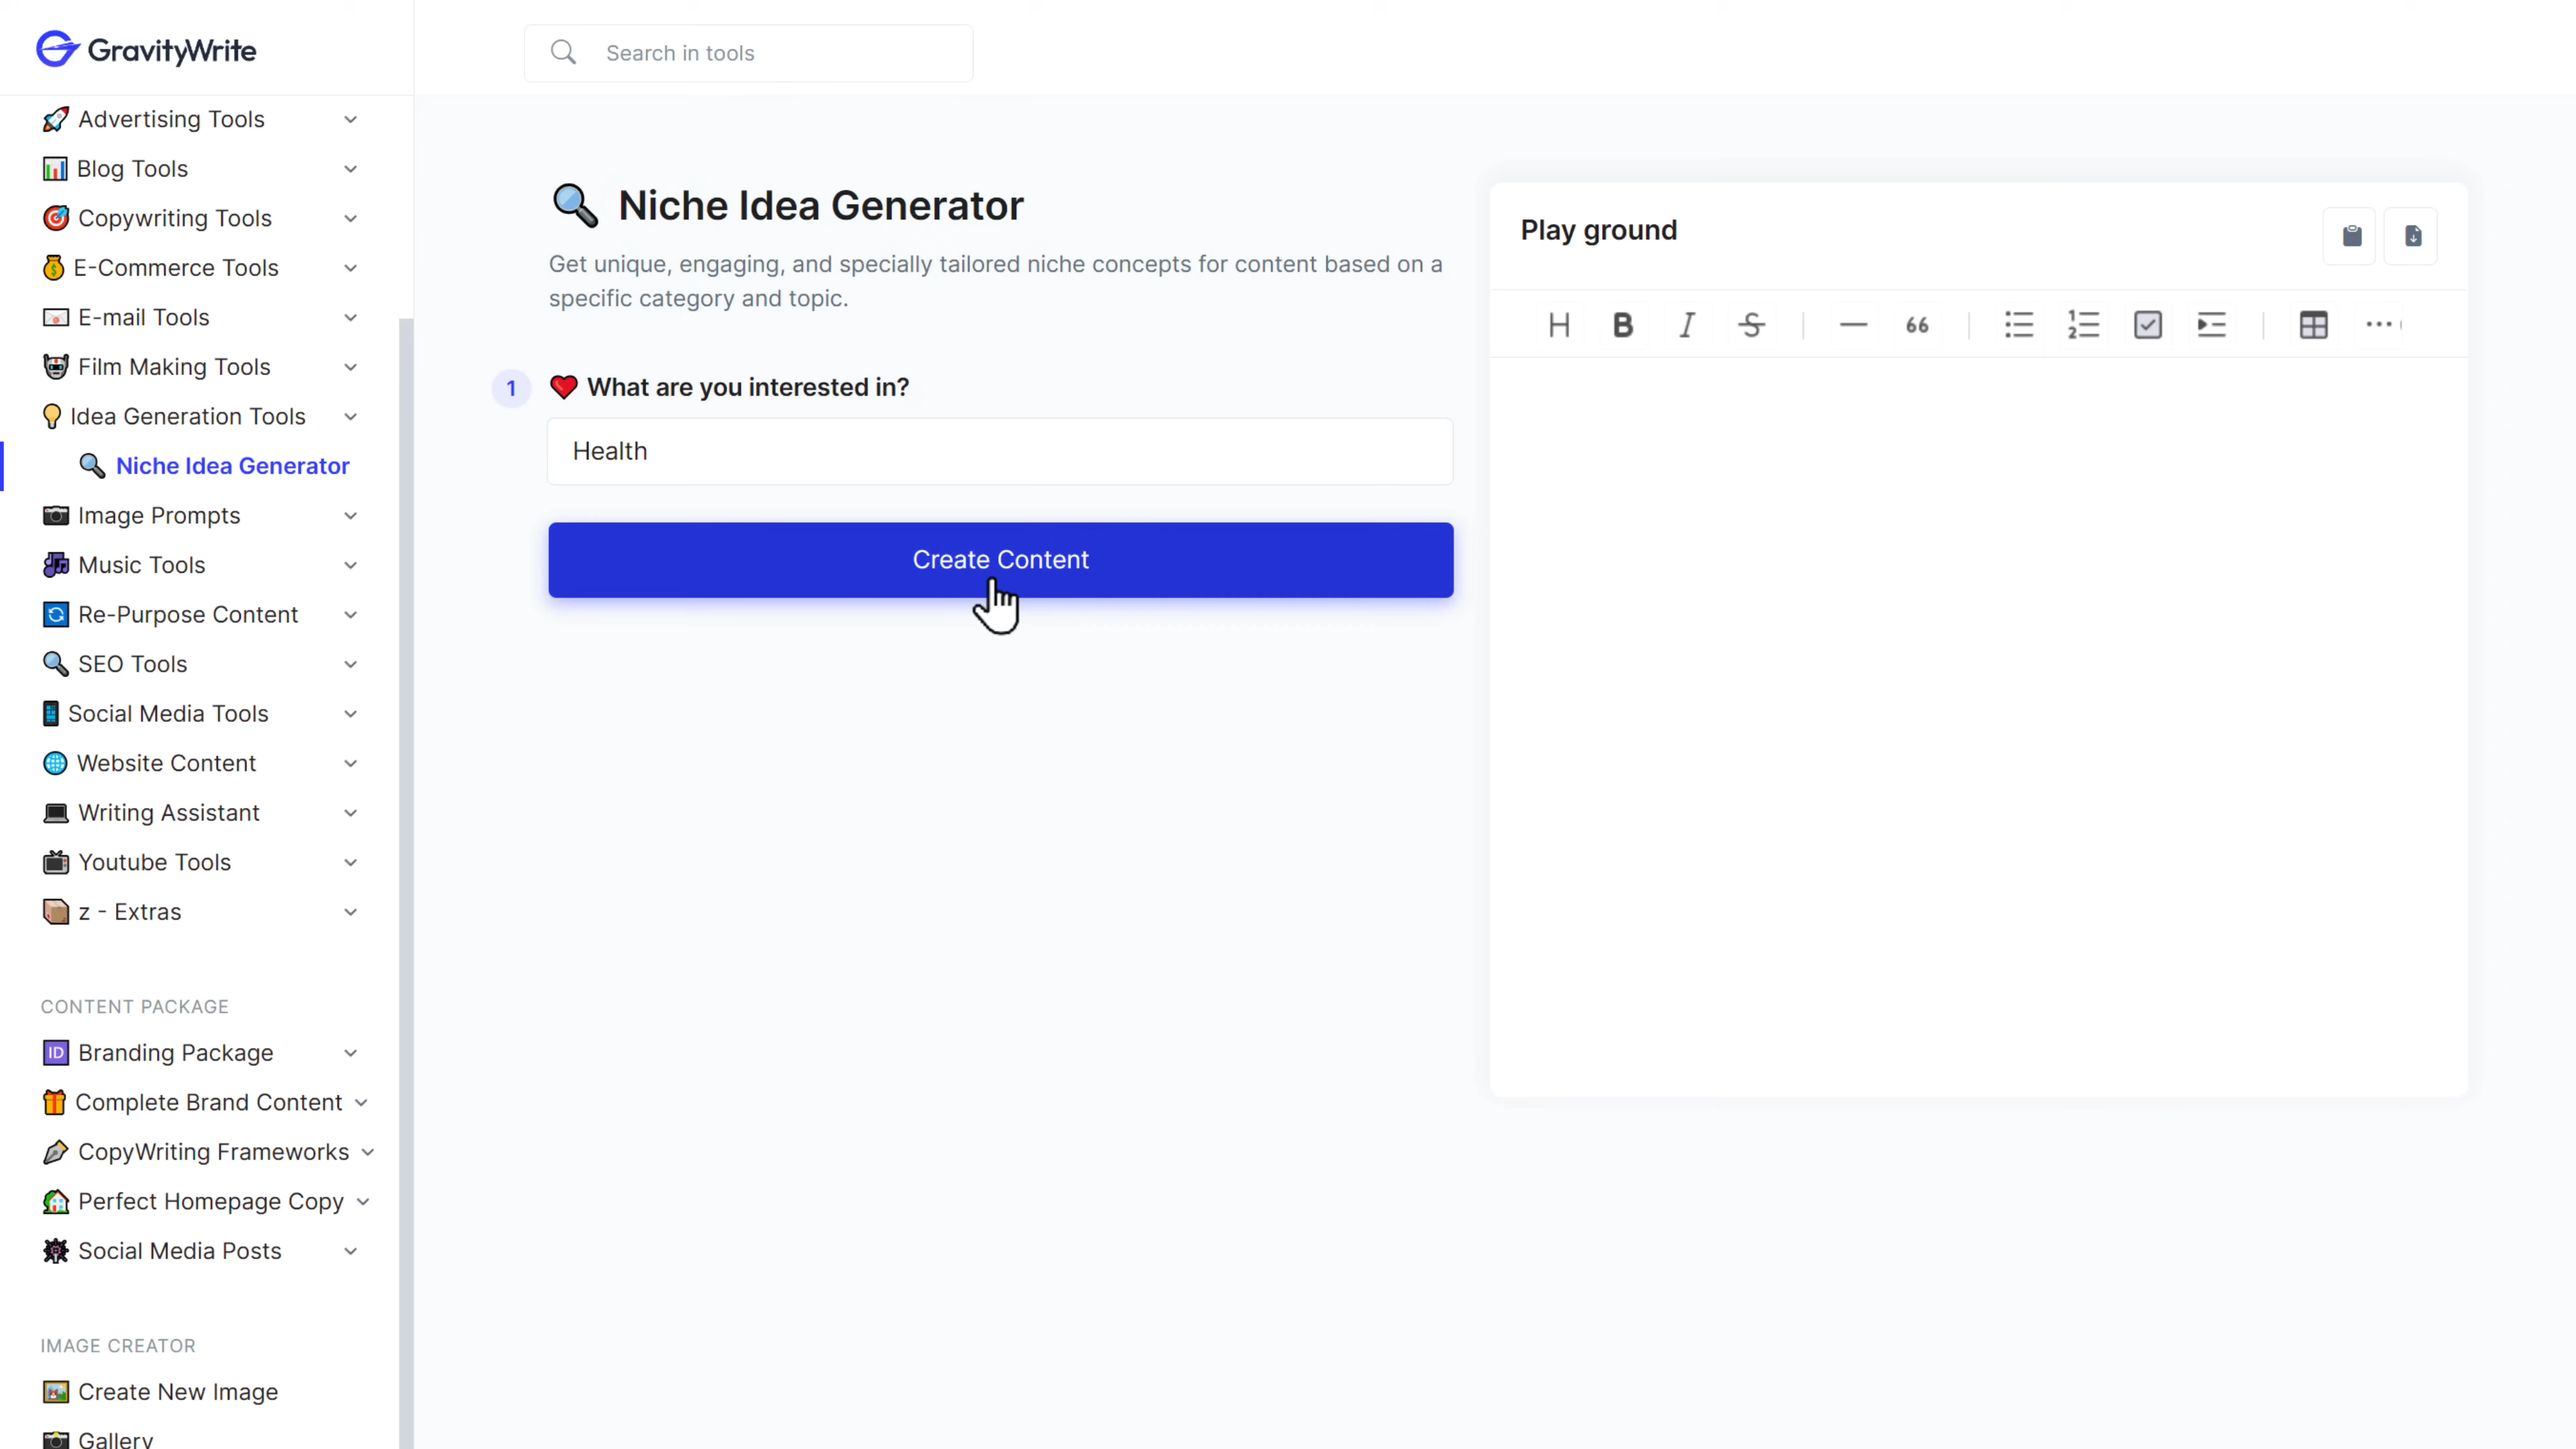 GravityWrite
Search in tools
Advertising Tools
Blog Tools
Copywriting Tools
E-Commerce Tools
E-mail Tools
Film Making Tools
Idea Generation Tools
Niche Idea Generator
Image Prompts
Music Tools
Re-Purpose Content
SEO Tools
Social Media Tools
Website Content
Writing Assistant
Youtube Tools
z - Extras
CONTENT PACKAGE
ID Branding Package
Complete Brand Content
CopyWriting Frameworks
Perfect Homepage Copy
Social Media Posts
IMAGE CREATOR
Create New Image
Gallery
Niche Idea Generator
Get unique, engaging, and specially tailored niche concepts for content based on a
specific category and topic.
1 What are you interested in?
Health
Create Content
Play ground
H B I S